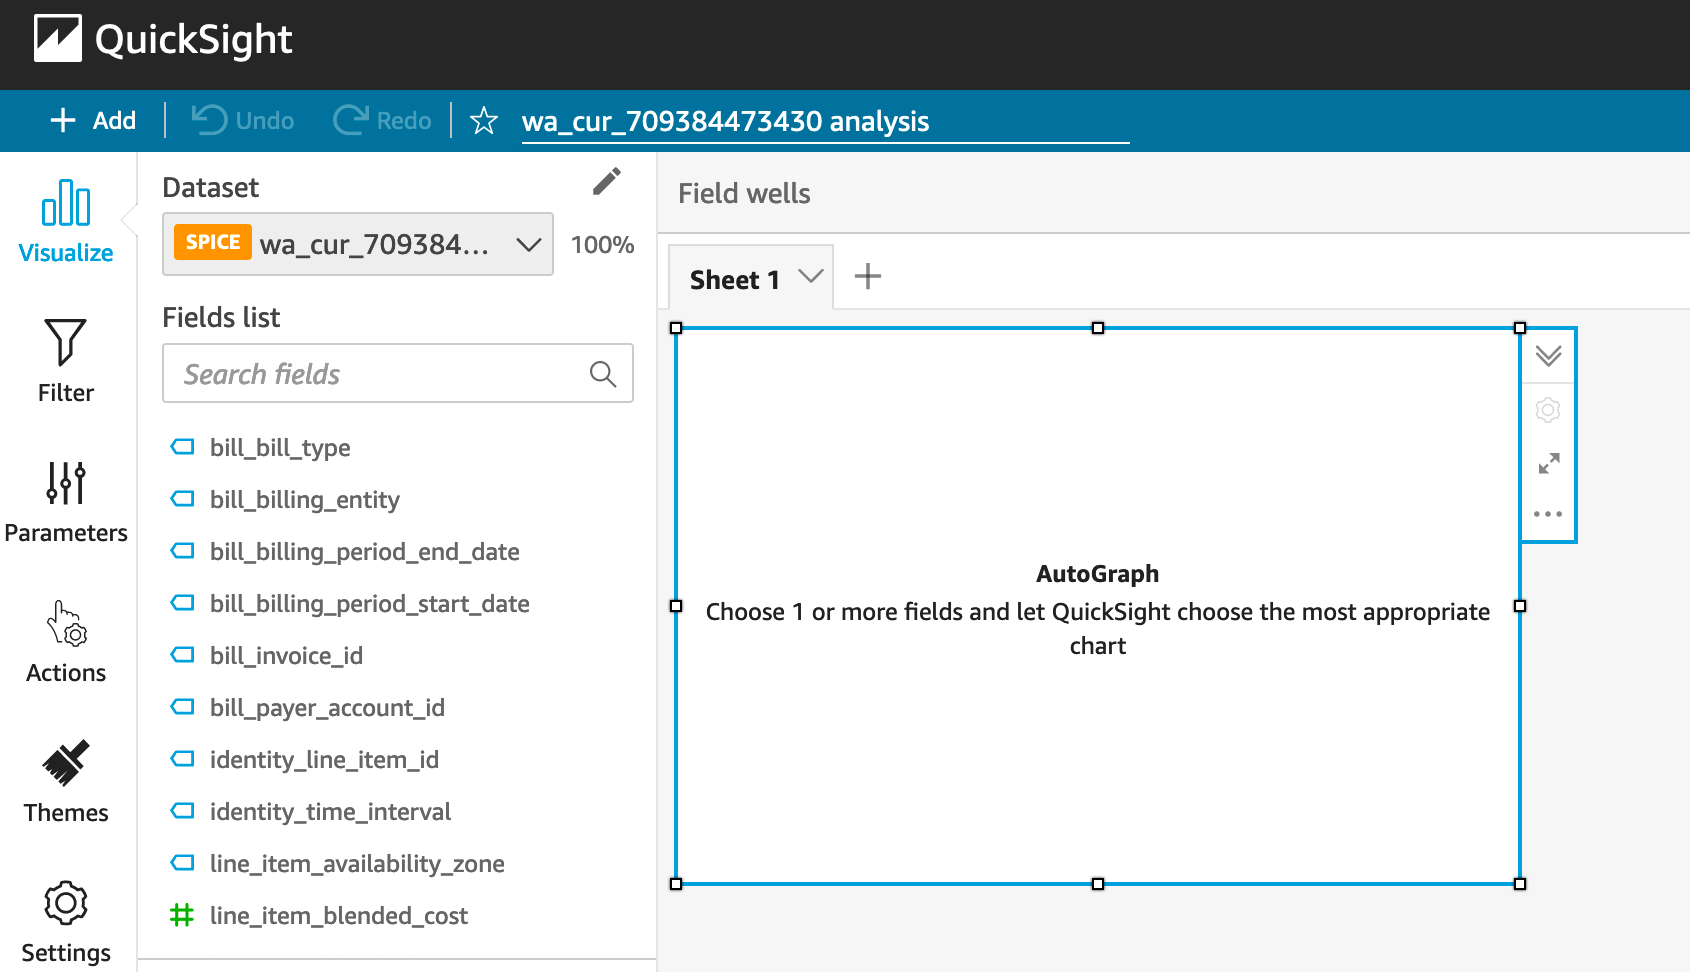 QuickSight
Add
Undo
Redo
wa_cur_709384473430 analysis
Visualize
Filter
Parameters
Actions
Themes
Settings
Dataset
SPICE wa_cur_709384... 100%
Fields list
Search fields
bill_bill_type
bill_billing_entity
bill_billing_period_end_date
bill_billing_period_start_date
bill_invoice_id
bill_payer_account_id
identity_line_item_id
identity_time_interval
line_item_availability_zone
line_item_blended_cost
Field wells
Sheet 1
AutoGraph
Choose 1 or more fields and let QuickSight choose the most appropriate
chart